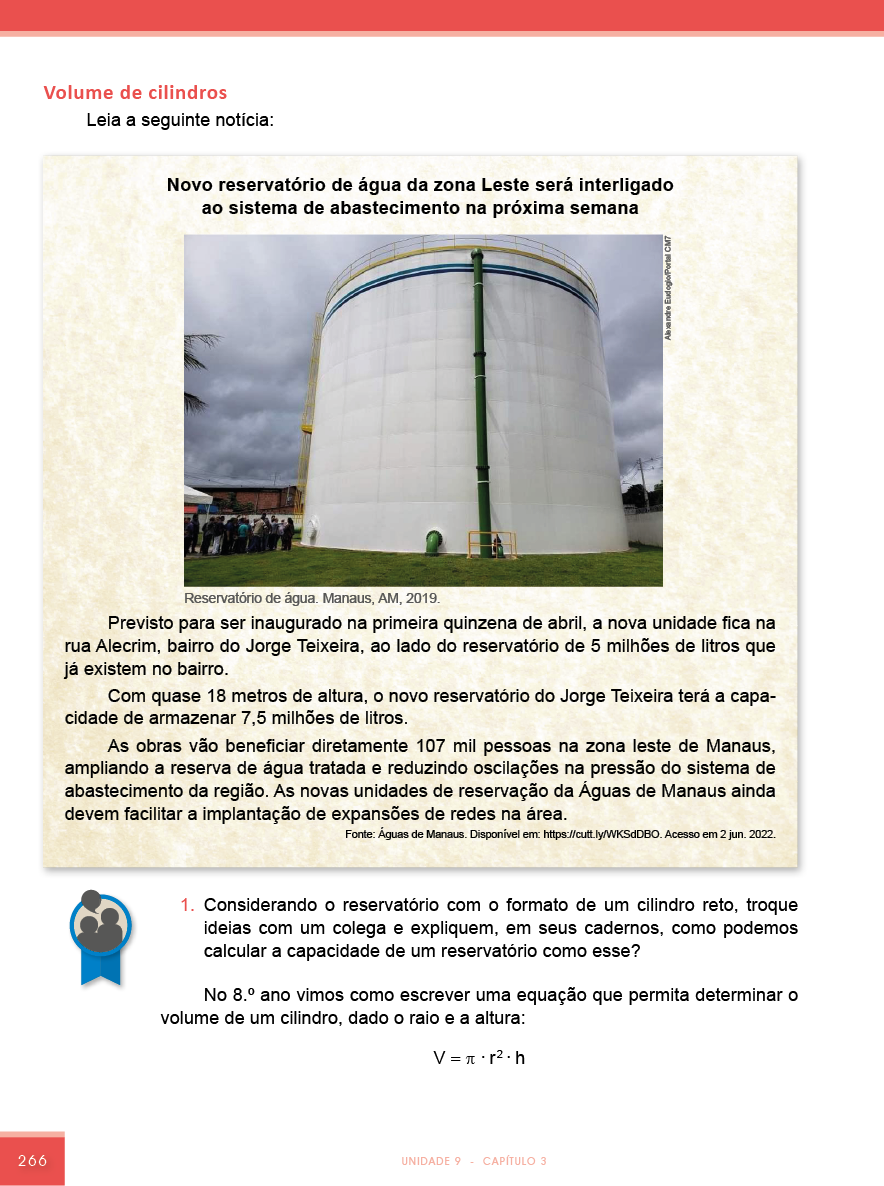 Volume de cilindros
Leia a seguinte notícia:
Novo reservatório de água da zona Leste será interligado
ao sistema de abastecimento na próxima semana
Alexandre Eudogio/Portal CM7
Reservatório de água. Manaus, AM, 2019.
Previsto para ser inaugurado na primeira quinzena de abril, a nova unidade fica na
rua Alecrim, bairro do Jorge Teixeira, ao lado do reservatório de 5 milhões de litros que
já existem no bairro.
Com quase 18 metros de altura, o novo reservatório do Jorge Teixeira terá a capa-
cidade de armazenar 7,5 milhões de litros.
As obras vão beneficiar diretamente 107 mil pessoas na zona leste de Manaus,
ampliando a reserva de água tratada e reduzindo oscilações na pressão do sistema de
abastecimento da região. As novas unidades de reservação da Águas de Manaus ainda
devem facilitar a implantação de expansões de redes na área.
Fonte: Águas de Manaus. Disponível em: https://cutt.ly/WKSdDBO. Acesso em 2 jun. 2022.
1. Considerando o reservatório com o formato de um cilindro reto, troque
ideias com um colega e expliquem, em seus cadernos, como podemos
calcular a capacidade de um reservatório como esse?
No 8.º ano vimos como escrever uma equação que permita determinar o
volume de um cilindro, dado o raio e a altura:
V = π · r² · h
266
UNIDADE 9 - CAPÍTULO 3